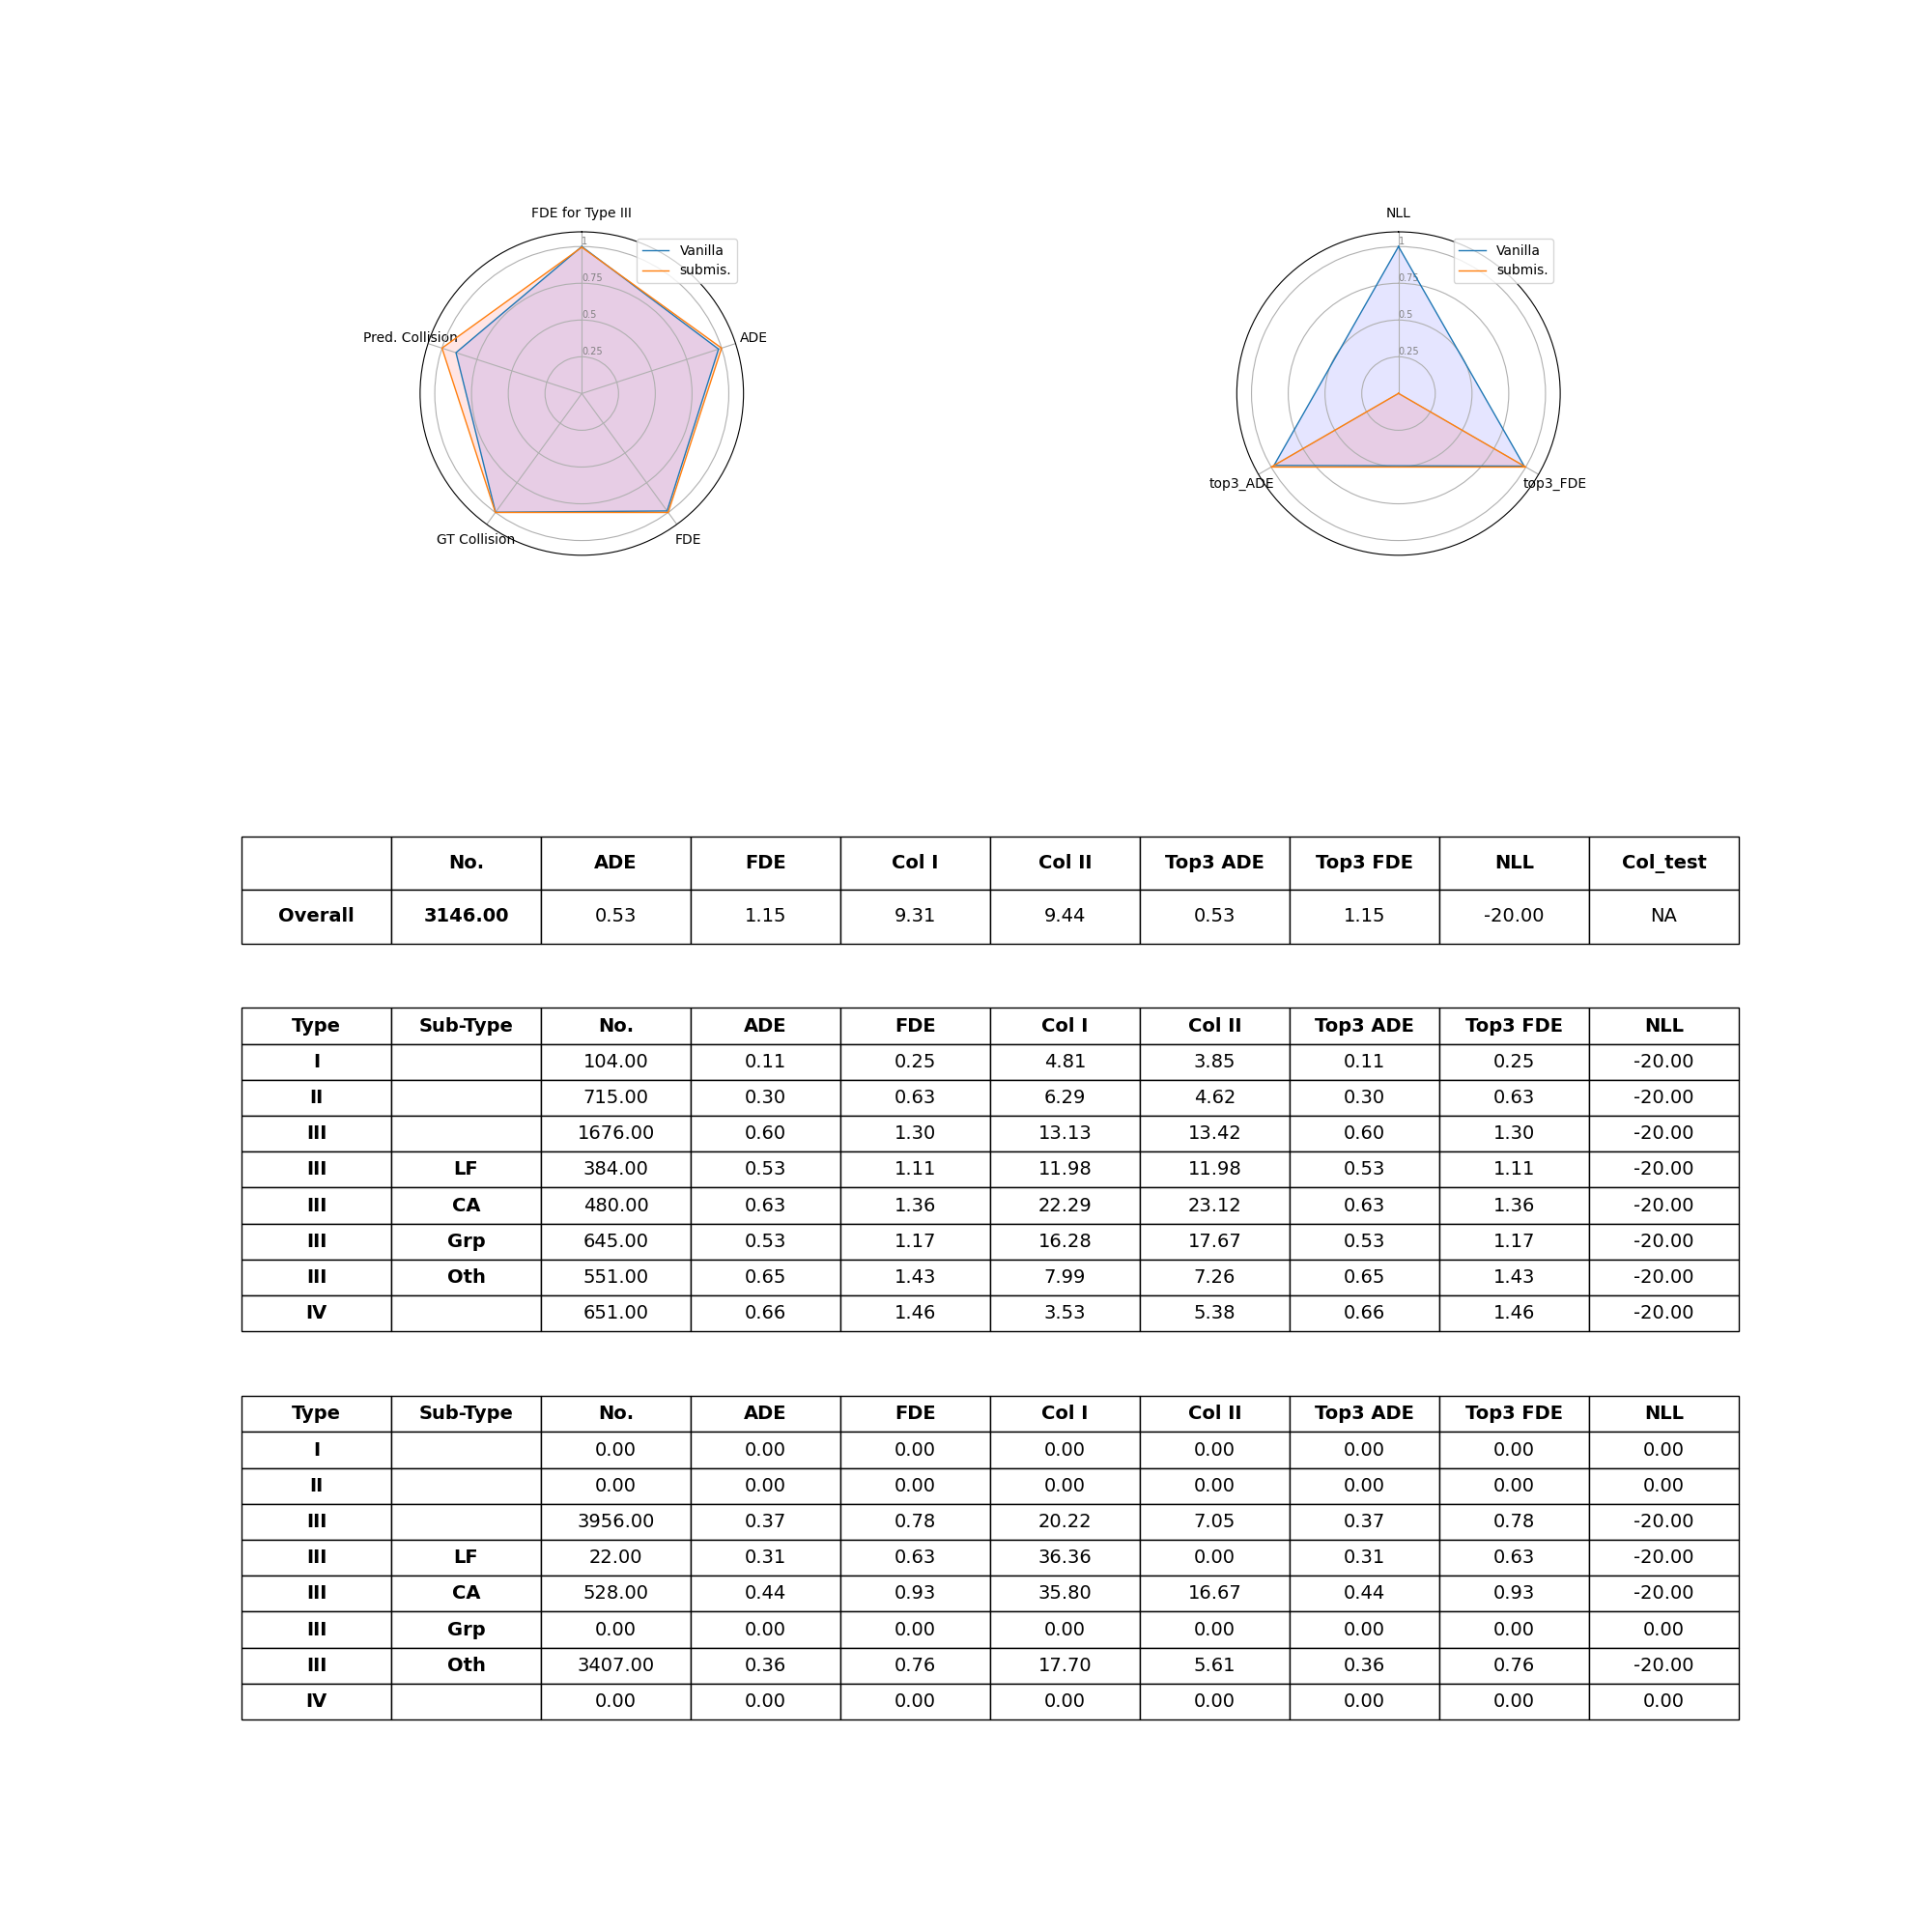 FDE for Type III
NLL
1
Vanilla
submis.
1
Vanilla
submis.
0.75
0.75
0.5
0.5
0.25
0.25
Pred. Collision
ADE
top3_ADE
top3_FDE
GT Collision
FDE
No. ADE FDE Col I Col II Top3 ADE Top3 FDE NLL Col_test
Overall 3146.00 0.53 1.15 9.31 9.44 0.53 1.15 -20.00 NA
Type Sub-Type No. ADE FDE Col I Col II Top3 ADE Top3 FDE NLL
I 104.00 0.11 0.25 4.81 3.85 0.11 0.25 -20.00
II 715.00 0.30 0.63 6.29 4.62 0.30 0.63 -20.00
III 1676.00 0.60 1.30 13.13 13.42 0.60 1.30 -20.00
III LF 384.00 0.53 1.11 11.98 11.98 0.53 1.11 -20.00
III CA 480.00 0.63 1.36 22.29 23.12 0.63 1.36 -20.00
III Grp 645.00 0.53 1.17 16.28 17.67 0.53 1.17 -20.00
III Oth 551.00 0.65 1.43 7.99 7.26 0.65 1.43 -20.00
IV 651.00 0.66 1.46 3.53 5.38 0.66 1.46 -20.00
Type Sub-Type No. ADE FDE Col I Col II Top3 ADE Top3 FDE NLL
I 0.00 0.00 0.00 0.00 0.00 0.00 0.00 0.00
II 0.00 0.00 0.00 0.00 0.00 0.00 0.00 0.00
III 3956.00 0.37 0.78 20.22 7.05 0.37 0.78 -20.00
III LF 22.00 0.31 0.63 36.36 0.00 0.31 0.63 -20.00
III CA 528.00 0.44 0.93 35.80 16.67 0.44 0.93 -20.00
III Grp 0.00 0.00 0.00 0.00 0.00 0.00 0.00 0.00
III Oth 3407.00 0.36 0.76 17.70 5.61 0.36 0.76 -20.00
IV 0.00 0.00 0.00 0.00 0.00 0.00 0.00 0.00